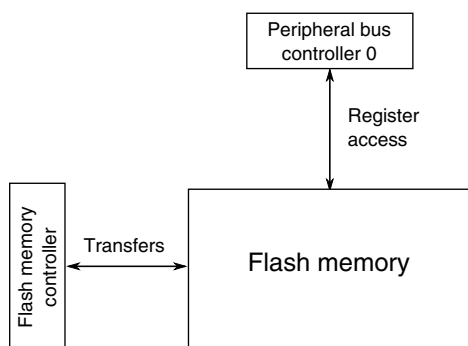 Peripheral bus
controller 0
Register
access
Flash memory
controller
Transfers
Flash memory